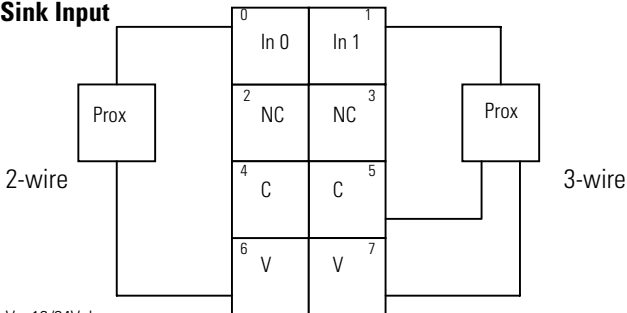 Sink Input
0 1
In 0 In 1
Prox Prox
2 3
NC NC
2-wire 3-wire
4 5
C C
6 7
V V